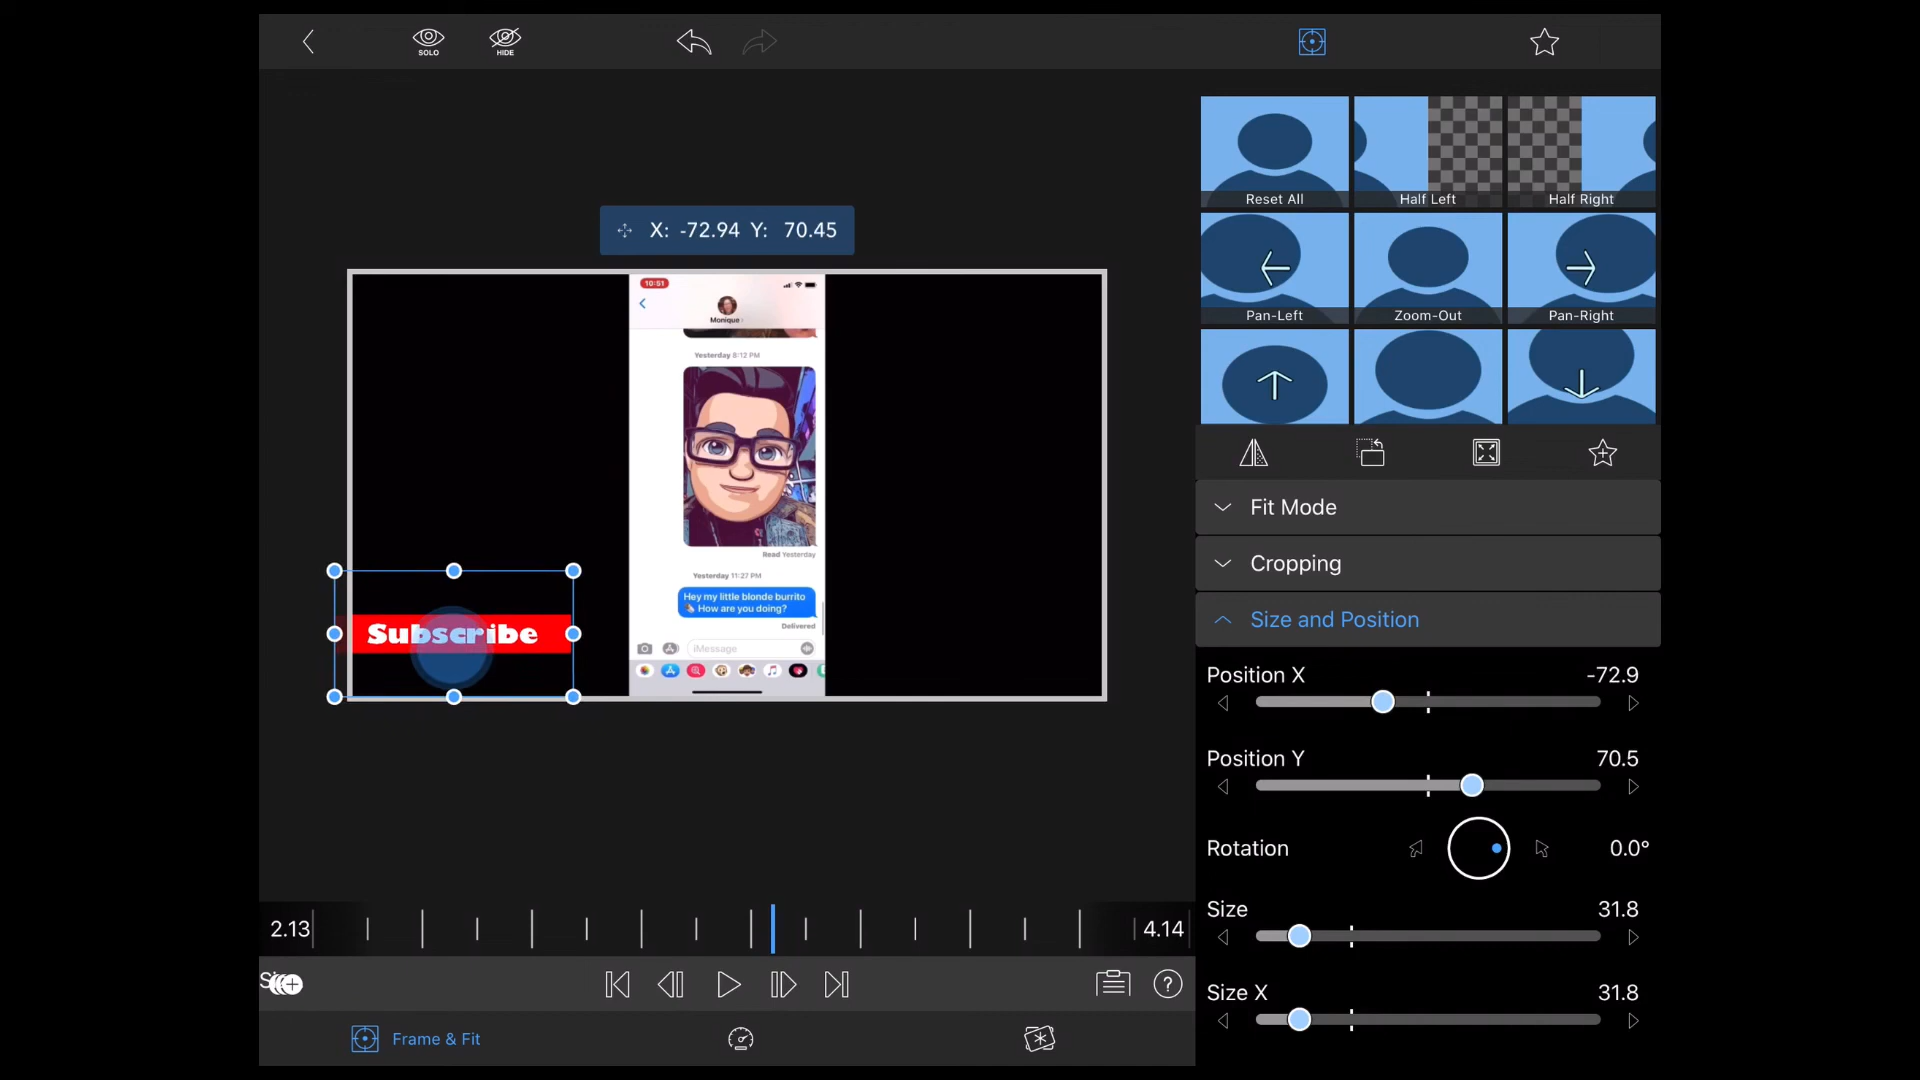 SOLO
HIDE
Reset All
Half Left
Half Right
Pan-Left
Zoom-Out
Pan-Right
X: -72.94 Y: 70.45
10:51
Monique
Yesterday 8:12 PM
Read Yesterday
Yesterday 11:27 PM
Hey my little blonde burrito
How are you doing?
Delivered
iMessage
Subscribe
Fit Mode
Cropping
Size and Position
Position X -72.9
Position Y 70.5
Rotation 0.0°
Size 31.8
Size X 31.8
2.13
4.14
?
Frame & Fit